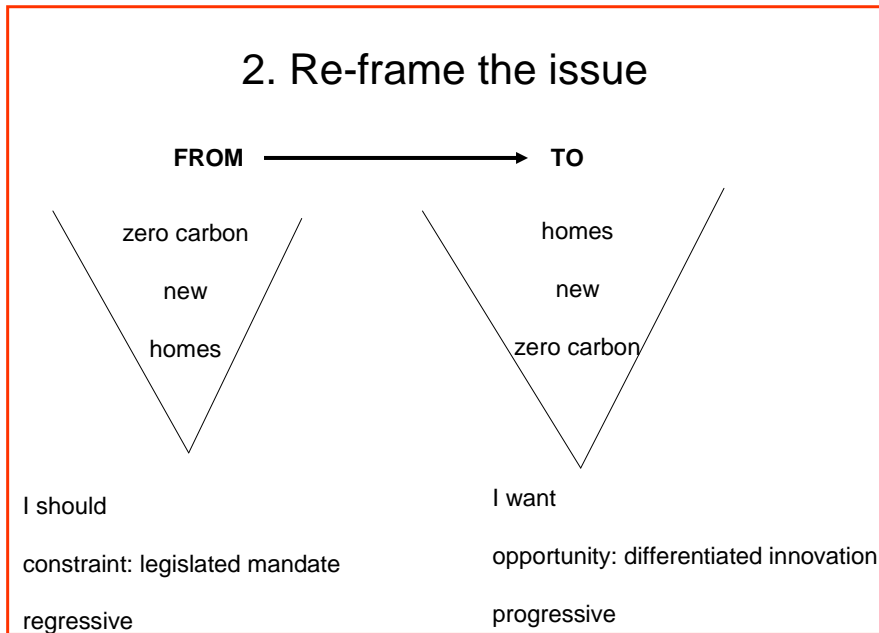 2. Re-frame the issue
FROM
TO
zero carbon
new
homes
homes
new
zero carbon
I should
constraint: legislated mandate
regressive
I want
opportunity: differentiated innovation
progressive